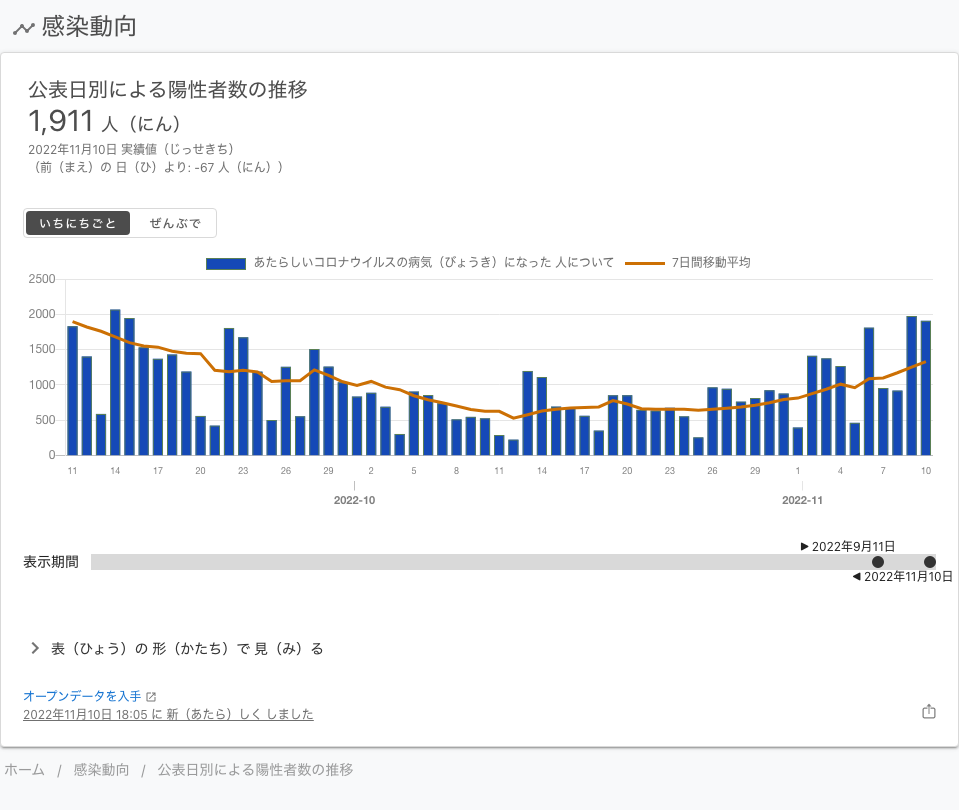 感染動向
公表日別による陽性者数の推移
1,911 人（にん）
2022年11月10日 実績値（じっせきち）
（前（まえ）の 日（ひ）より: -67 人（にん））
いちにちごと ぜんぶで
あたらしいコロナウイルスの病気（びょうき）になった 人について 7日間移動平均
2500
2000
1500
1000
500
0
11 14 17 20 23 26 29 2 5 8 11 14 17 20 23 26 29 1 4 7 10
2022-10 2022-11
▶ 2022年9月11日
表示期間
◀ 2022年11月10日
表（ひょう）の 形（かたち）で 見（み）る
オープンデータを入手
2022年11月10日 18:05 に 新（あたら）しく しました
ホーム / 感染動向 / 公表日別による陽性者数の推移